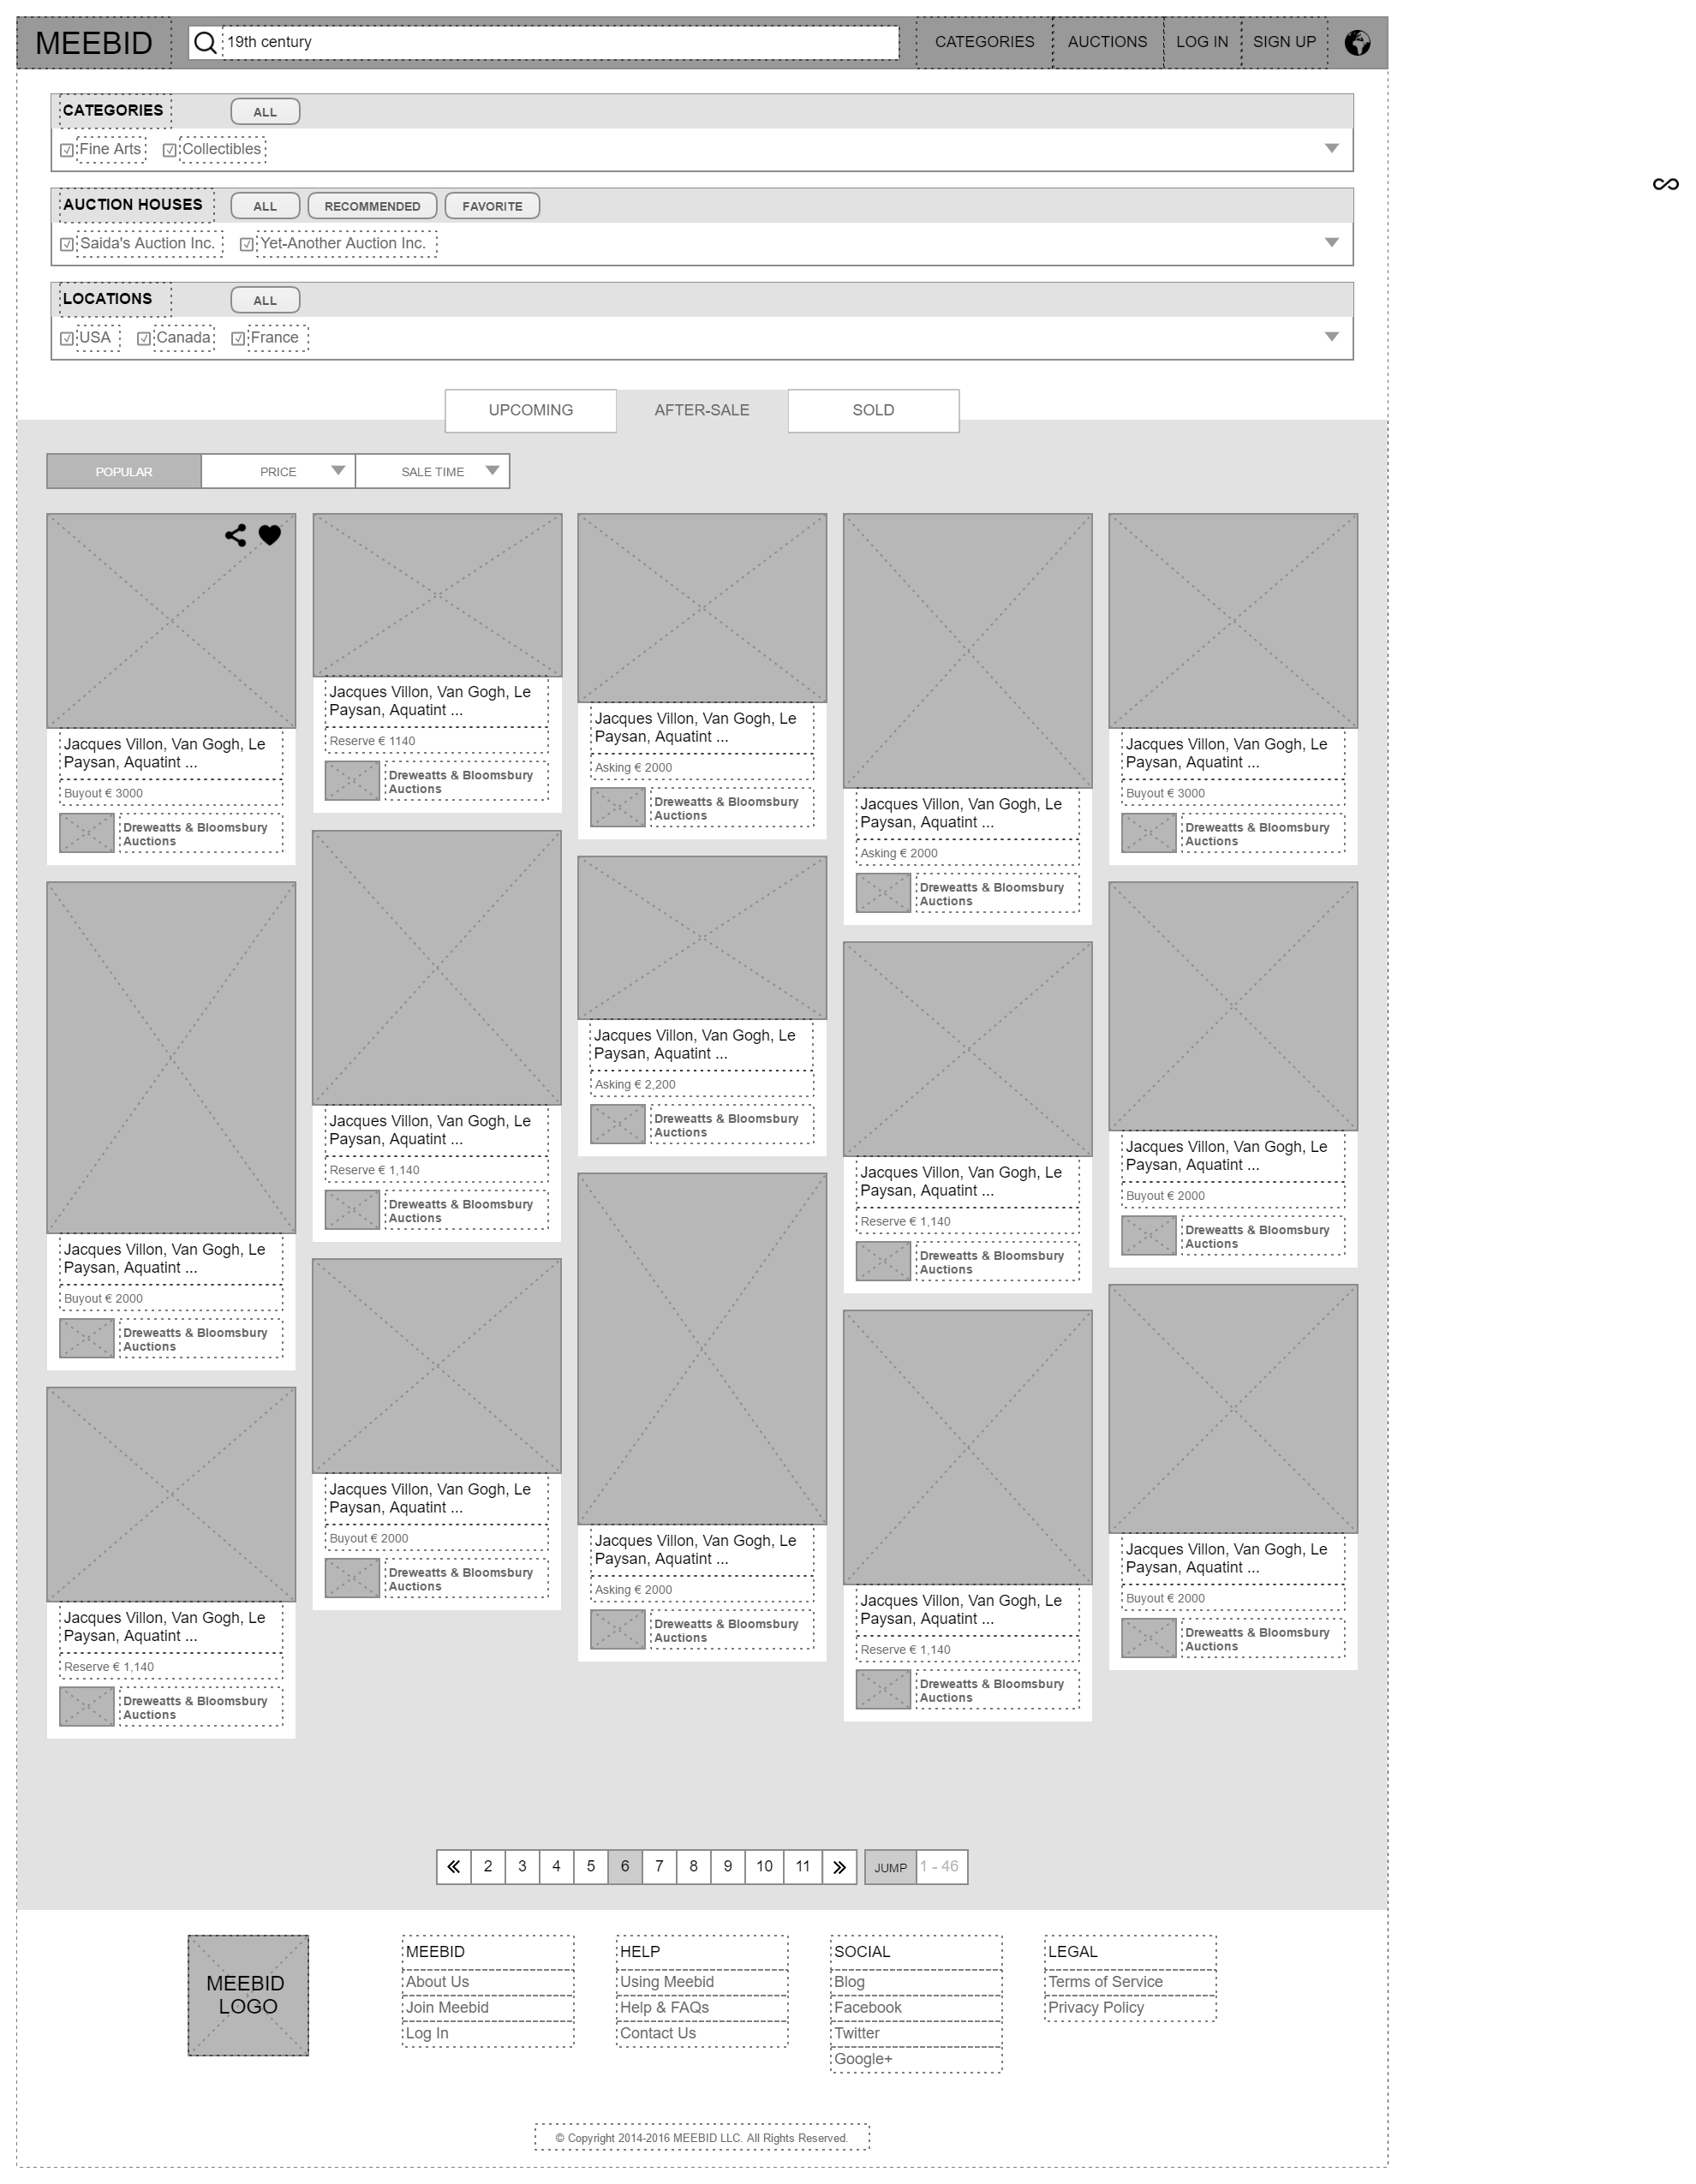 MEEBID
19th century
CATEGORIES
AUCTIONS
LOG IN
SIGN UP
CATEGORIES
ALL
Fine Arts
Collectibles
AUCTION HOUSES
ALL
RECOMMENDED
FAVORITE
Saida's Auction Inc.
Yet-Another Auction Inc.
LOCATIONS
ALL
USA
Canada
France
UPCOMING
AFTER-SALE
SOLD
POPULAR
PRICE
SALE TIME
Jacques Villon, Van Gogh, Le
Paysan, Aquatint ...
Buyout € 3000
Dreweatts & Bloomsbury
Auctions
Jacques Villon, Van Gogh, Le
Paysan, Aquatint ...
Reserve € 1140
Dreweatts & Bloomsbury
Auctions
Jacques Villon, Van Gogh, Le
Paysan, Aquatint ...
Asking € 2000
Dreweatts & Bloomsbury
Auctions
Jacques Villon, Van Gogh, Le
Paysan, Aquatint ...
Asking € 2000
Dreweatts & Bloomsbury
Auctions
Jacques Villon, Van Gogh, Le
Paysan, Aquatint ...
Buyout € 3000
Dreweatts & Bloomsbury
Auctions
Jacques Villon, Van Gogh, Le
Paysan, Aquatint ...
Buyout € 2000
Dreweatts & Bloomsbury
Auctions
Jacques Villon, Van Gogh, Le
Paysan, Aquatint ...
Reserve € 1,140
Dreweatts & Bloomsbury
Auctions
Jacques Villon, Van Gogh, Le
Paysan, Aquatint ...
Asking € 2,200
Dreweatts & Bloomsbury
Auctions
Jacques Villon, Van Gogh, Le
Paysan, Aquatint ...
Reserve € 1,140
Dreweatts & Bloomsbury
Auctions
Jacques Villon, Van Gogh, Le
Paysan, Aquatint ...
Buyout € 2000
Dreweatts & Bloomsbury
Auctions
Jacques Villon, Van Gogh, Le
Paysan, Aquatint ...
Reserve € 1,140
Dreweatts & Bloomsbury
Auctions
Jacques Villon, Van Gogh, Le
Paysan, Aquatint ...
Buyout € 2000
Dreweatts & Bloomsbury
Auctions
Jacques Villon, Van Gogh, Le
Paysan, Aquatint ...
Asking € 2000
Dreweatts & Bloomsbury
Auctions
Jacques Villon, Van Gogh, Le
Paysan, Aquatint ...
Reserve € 1,140
Dreweatts & Bloomsbury
Auctions
Jacques Villon, Van Gogh, Le
Paysan, Aquatint ...
Buyout € 2000
Dreweatts & Bloomsbury
Auctions
2 3 4 5 6 7 8 9 10 11
JUMP
1 - 46
MEEBID
LOGO
MEEBID
About Us
Join Meebid
Log In
HELP
Using Meebid
Help & FAQs
Contact Us
SOCIAL
Blog
Facebook
Twitter
Google+
LEGAL
Terms of Service
Privacy Policy
© Copyright 2014-2016 MEEBID LLC. All Rights Reserved.